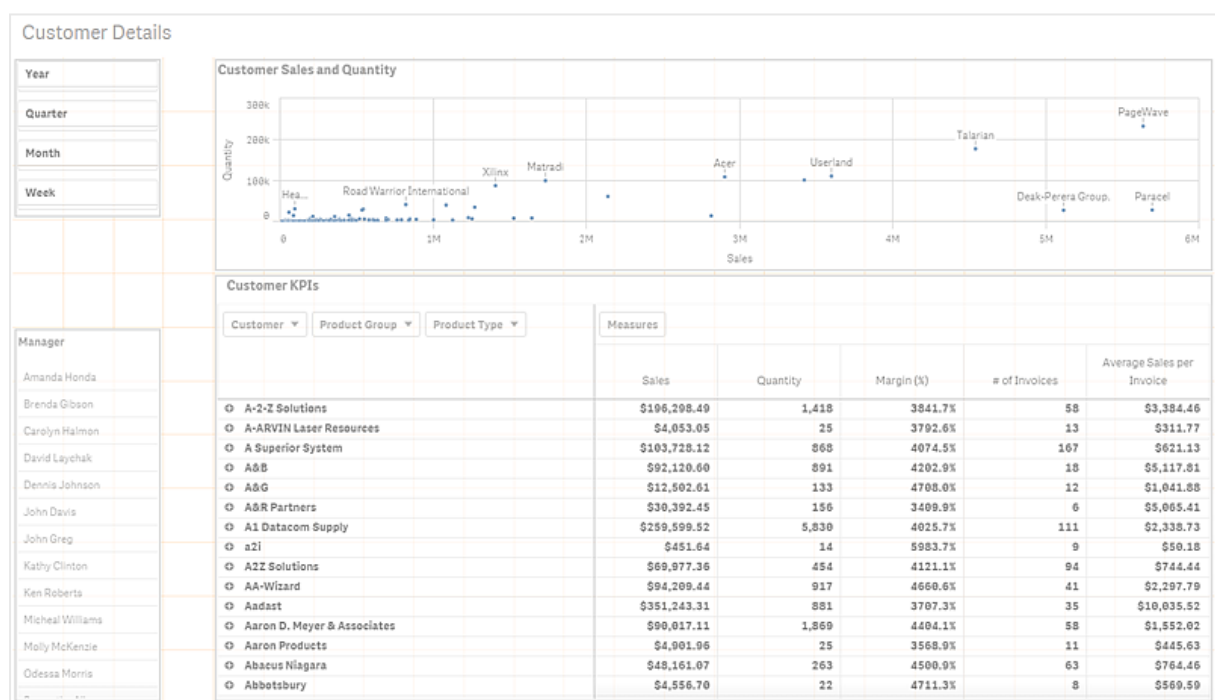 Customer Details
Year
Quarter
Month
Week
Customer Sales and Quantity
Quantity
300k
200k
100k
0
PageWave
Talarian
Acer
Userland
Xilinx
Matradi
Hea...
Road Warrior International
Deak-Perera Group.
Paracel
0 1M 2M 3M 4M 5M 6M
Sales
Manager
Amanda Honda
Brenda Gibson
Carolyn Halmon
David Laychak
Dennis Johnson
John Davis
John Greg
Kathy Clinton
Ken Roberts
Micheal Williams
Molly McKenzie
Odessa Morris
Customer KPIs
Customer Product Group Product Type Measures
Sales Quantity Margin (%) # of Invoices Average Sales per Invoice
A-2-Z Solutions $196,298.49 1,418 3841.7% 58 $3,384.46
A-ARVIN Laser Resources $4,053.05 25 3792.6% 13 $311.77
A Superior System $103,728.12 868 4074.5% 167 $621.13
A&B $92,120.60 891 4202.9% 18 $5,117.81
A&G $12,502.61 133 4708.0% 12 $1,041.88
A&R Partners $30,392.45 156 3409.9% 6 $5,065.41
A1 Datacom Supply $259,599.52 5,830 4025.7% 111 $2,338.73
a2i $451.64 14 5983.7% 9 $50.18
A2Z Solutions $69,977.36 454 4121.1% 94 $744.44
AA-Wizard $94,209.44 917 4660.6% 41 $2,297.79
Aadast $351,243.31 881 3707.3% 35 $10,035.52
Aaron D. Meyer & Associates $90,017.11 1,869 4404.1% 58 $1,552.02
Aaron Products $4,901.96 25 3568.9% 11 $445.63
Abacus Niagara $48,161.07 263 4500.9% 63 $764.46
Abbotsbury $4,556.70 22 4711.3% 8 $569.59